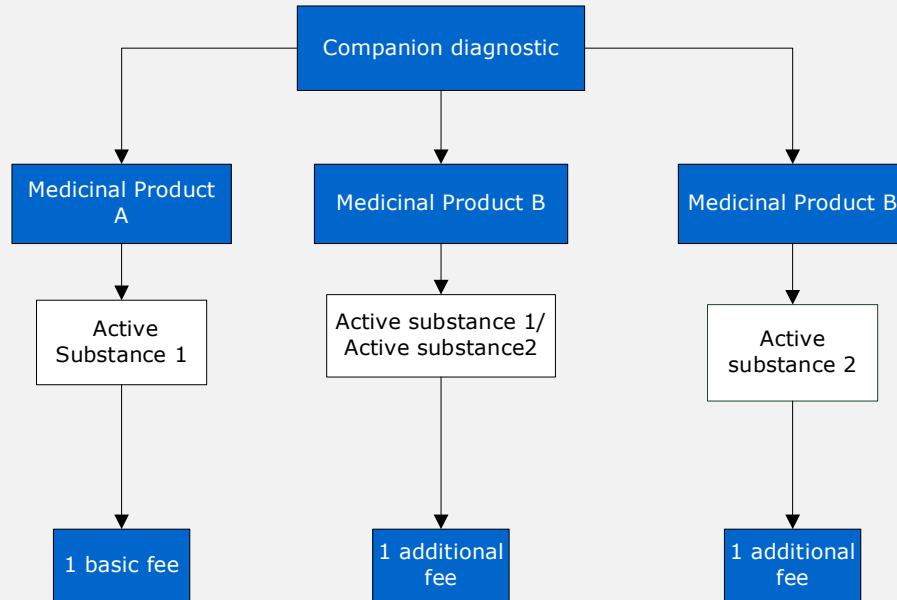 Companion diagnostic
Medicinal Product
A
Medicinal Product B
Medicinal Product B
Active
Substance 1
Active substance 1/
Active substance2
Active
substance 2
1 basic fee
1 additional
fee
1 additional
fee